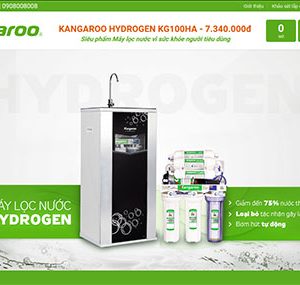 0908008008
Giới thiệu
garoo
KANGAROO HYDROGEN KG100HA - 7.340.000đ
Siêu phẩm Máy lọc nước vì sức khỏe người tiêu dùng
0
HYDROGEN
Kangaroo
Kangaroo
ÁY LỌC NƯỚC
HYDROGEN
Giảm đến 75% nước th
Loại bỏ tác nhân gây l
Bơm hút tự động